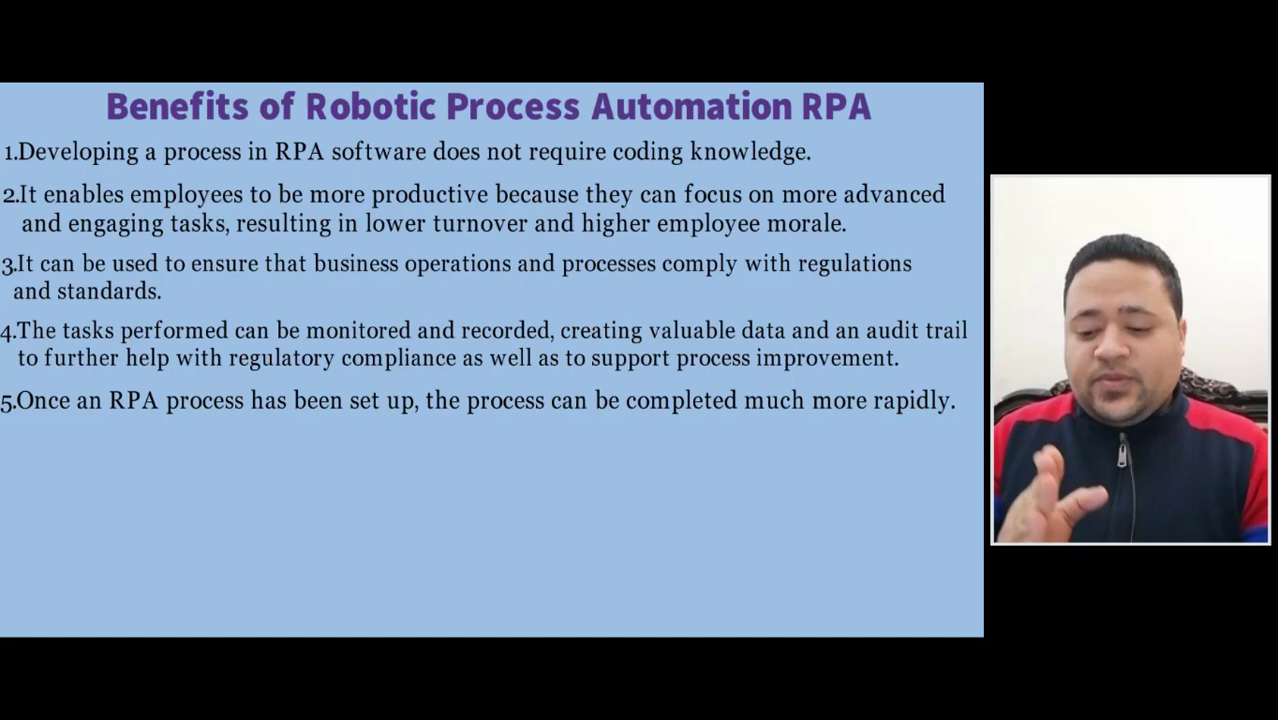 Benefits of Robotic Process Automation RPA
1.Developing a process in RPA software does not require coding knowledge.
2.It enables employees to be more productive because they can focus on more advanced
and engaging tasks, resulting in lower turnover and higher employee morale.
3.It can be used to ensure that business operations and processes comply with regulations
and standards.
4.The tasks performed can be monitored and recorded, creating valuable data and an audit trail
to further help with regulatory compliance as well as to support process improvement.
5.Once an RPA process has been set up, the process can be completed much more rapidly.